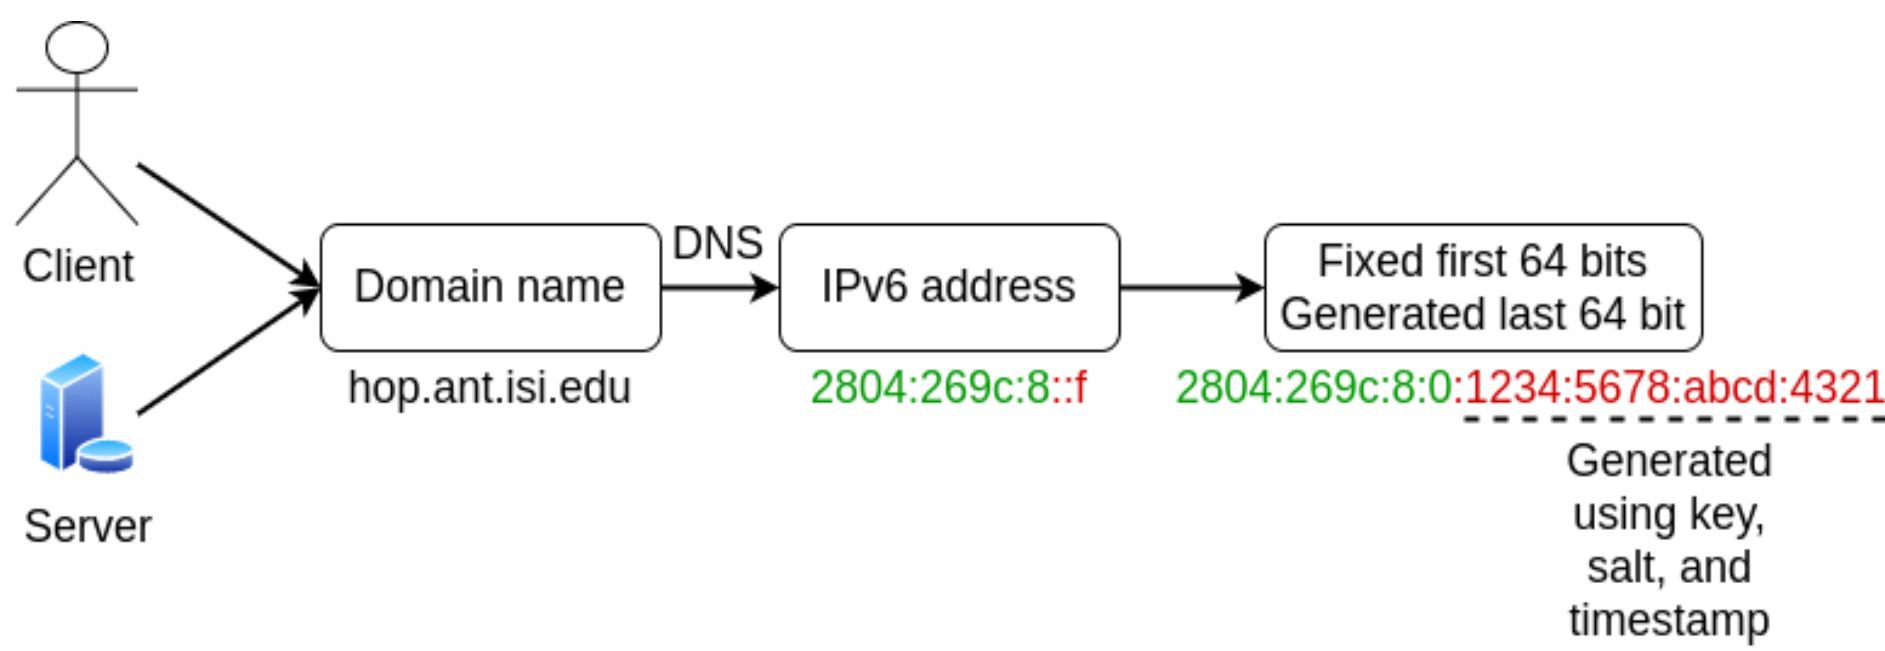 Client
Server
Domain name
hop.ant.isi.edu
DNS
IPv6 address
2804:269c:8::f
Fixed first 64 bits
Generated last 64 bit
2804:269c:8:0:1234:5678:abcd:4321
Generated
using key,
salt, and
timestamp